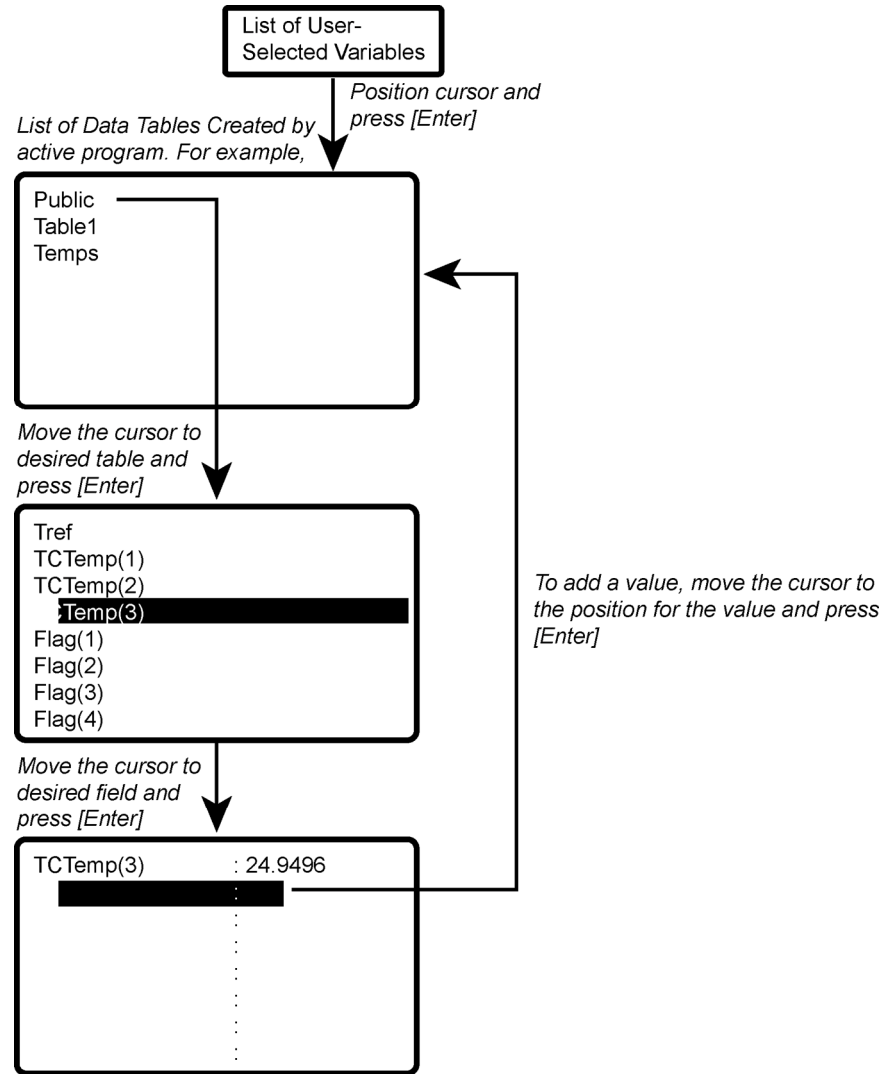 List of User-
Selected Variables
Position cursor and
press [Enter]
List of Data Tables Created by
active program. For example,
Public
Table1
Temps
Move the cursor to
desired table and
press [Enter]
Tref
TCTemp(1)
TCTemp(2)
CTemp(3)
Flag(1)
Flag(2)
Flag(3)
Flag(4)
To add a value, move the cursor to
the position for the value and press
[Enter]
Move the cursor to
desired field and
press [Enter]
TCTemp(3) : 24.9496
:
:
:
:
:
:
: